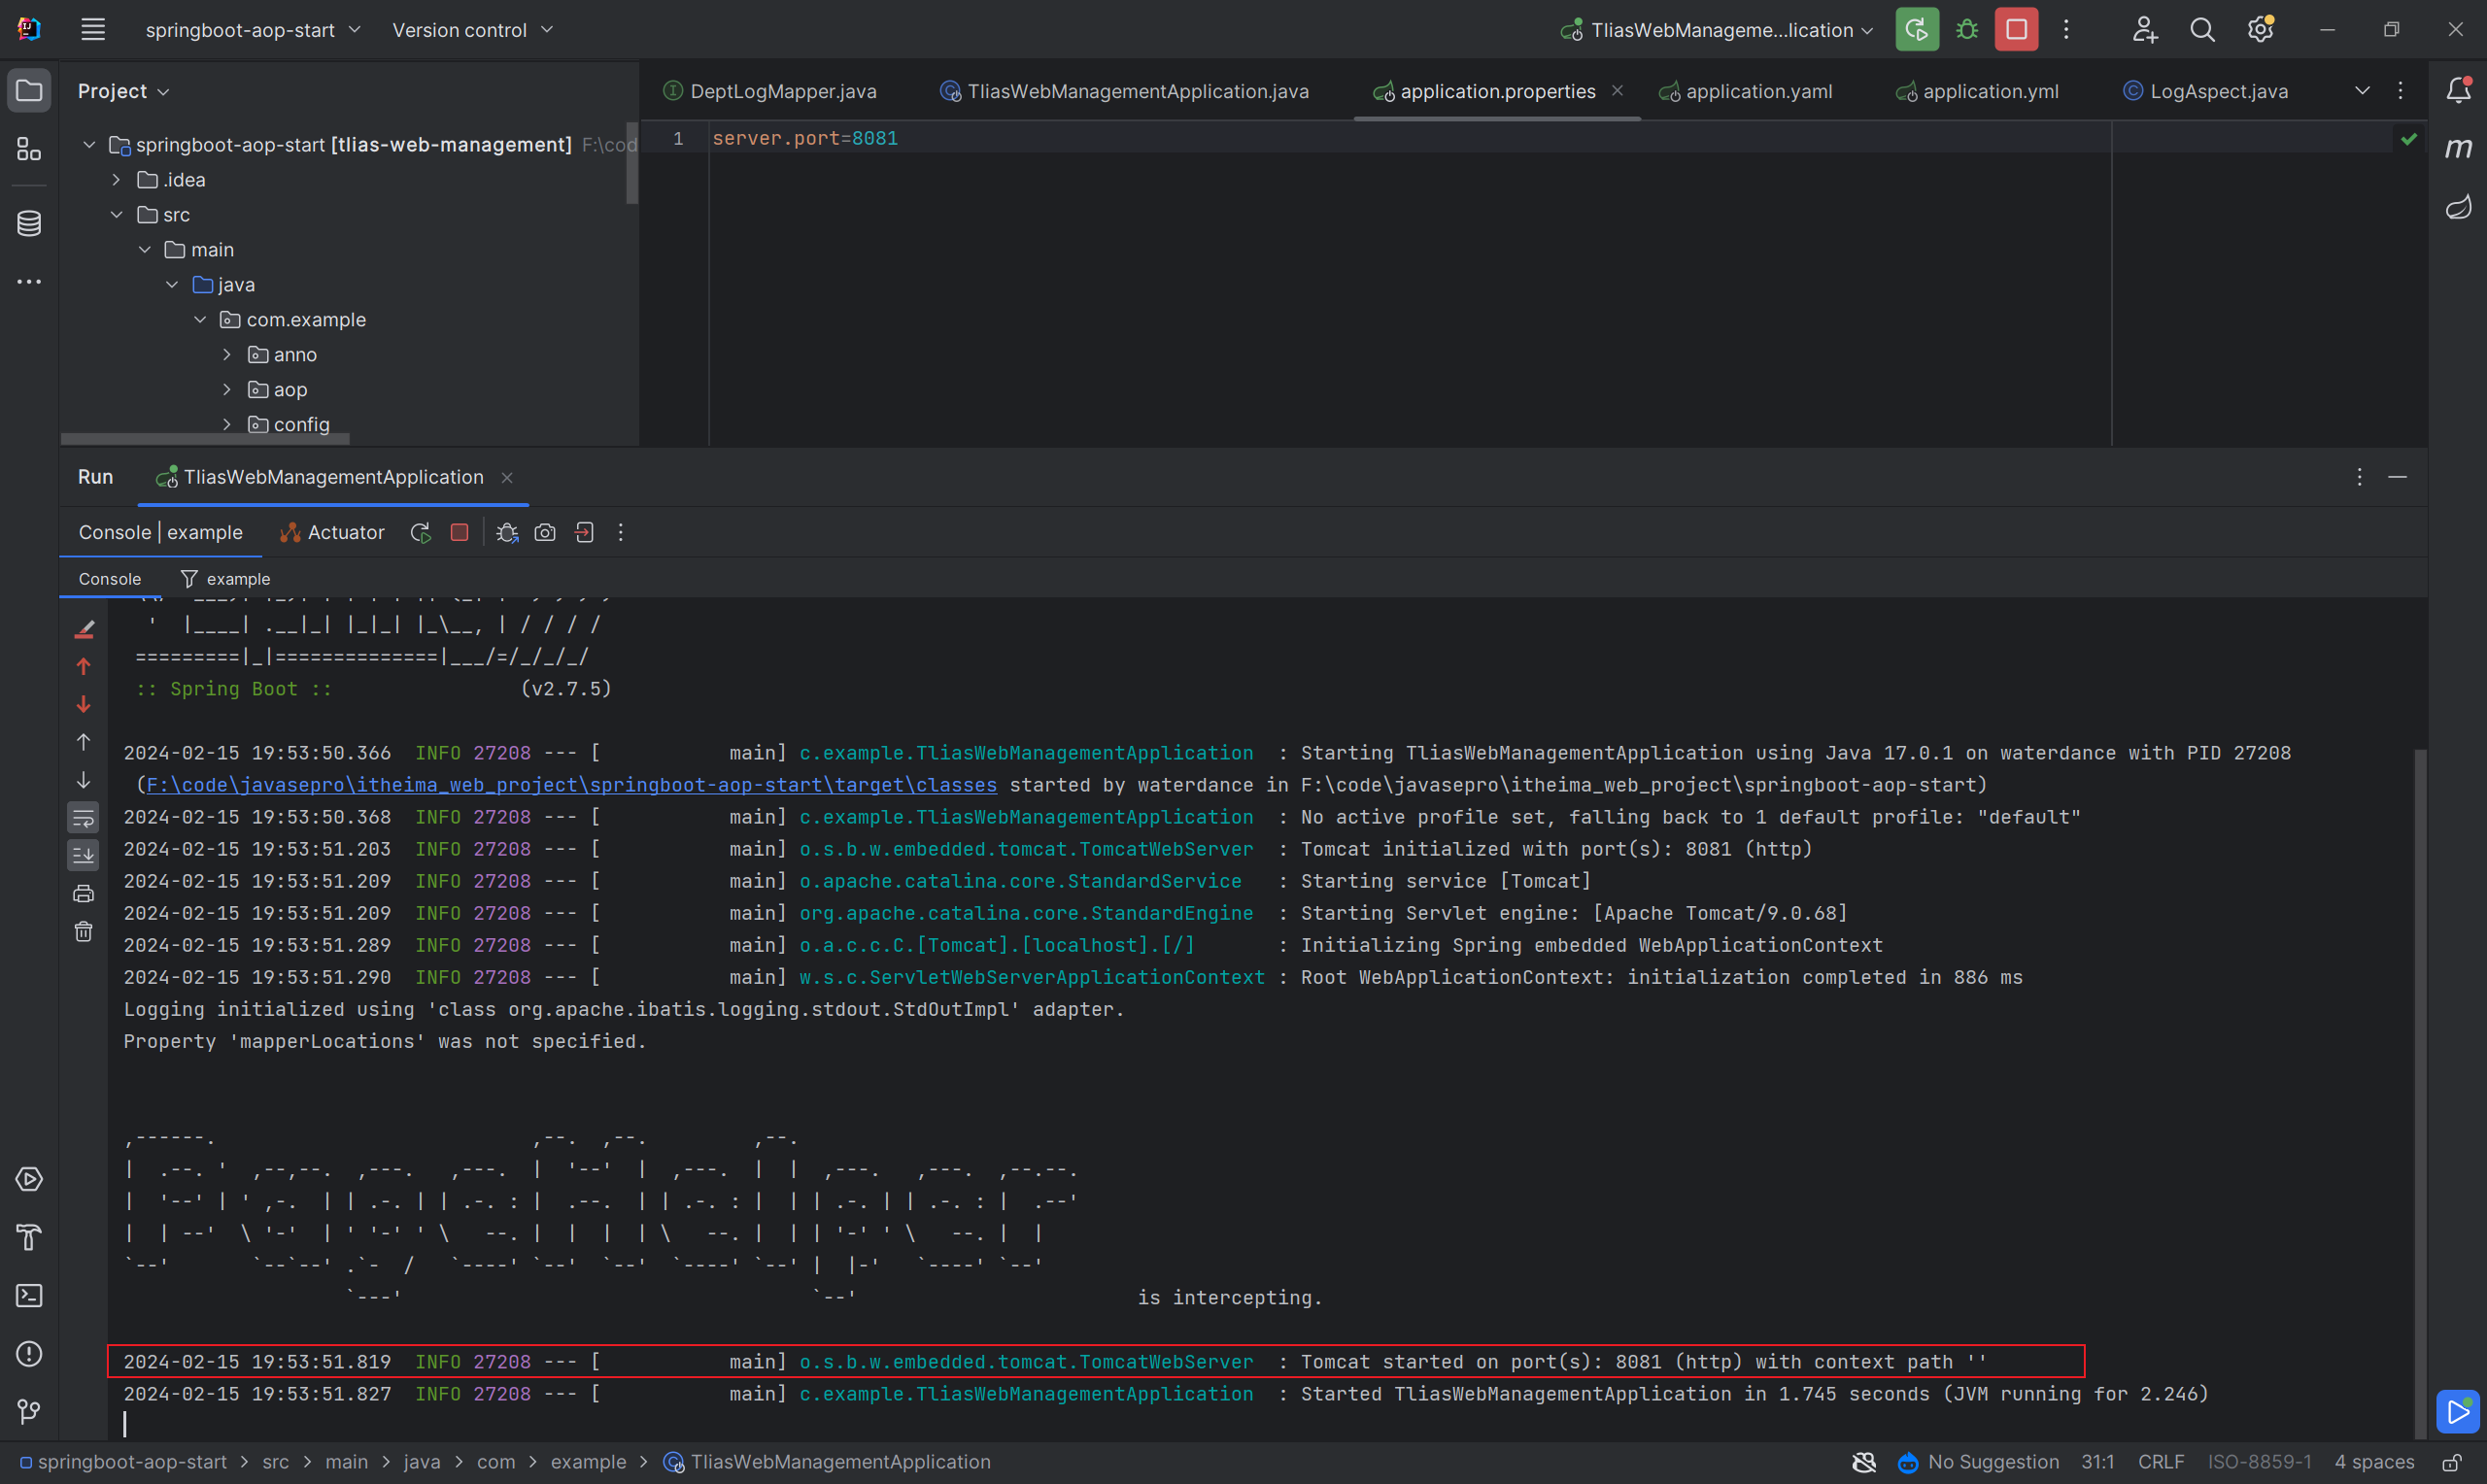 springboot-aop-start Version control TliasWebManageme...lication
Project
DeptLogMapper.java TliasWebManagementApplication.java application.properties application.yaml application.yml LogAspect.java
springboot-aop-start [tlias-web-management] F:\cod
.idea
src
main
java
com.example
anno
aop
config
1 server.port=8081
Run TliasWebManagementApplication
Console | example Actuator
Console example
:: Spring Boot :: (v2.7.5)
2024-02-15 19:53:50.366 INFO 27208 --- [ main] c.example.TliasWebManagementApplication : Starting TliasWebManagementApplication using Java 17.0.1 on waterdance with PID 27208
(F:\code\javasepro\itheima_web_project\springboot-aop-start\target\classes started by waterdance in F:\code\javasepro\itheima_web_project\springboot-aop-start)
2024-02-15 19:53:50.368 INFO 27208 --- [ main] c.example.TliasWebManagementApplication : No active profile set, falling back to 1 default profile: "default"
2024-02-15 19:53:51.203 INFO 27208 --- [ main] o.s.b.w.embedded.tomcat.TomcatWebServer : Tomcat initialized with port(s): 8081 (http)
2024-02-15 19:53:51.209 INFO 27208 --- [ main] o.apache.catalina.core.StandardService : Starting service [Tomcat]
2024-02-15 19:53:51.209 INFO 27208 --- [ main] org.apache.catalina.core.StandardEngine : Starting Servlet engine: [Apache Tomcat/9.0.68]
2024-02-15 19:53:51.289 INFO 27208 --- [ main] o.a.c.c.C.[Tomcat].[localhost].[/] : Initializing Spring embedded WebApplicationContext
2024-02-15 19:53:51.290 INFO 27208 --- [ main] w.s.c.ServletWebServerApplicationContext : Root WebApplicationContext: initialization completed in 886 ms
Logging initialized using 'class org.apache.ibatis.logging.stdout.StdOutImpl' adapter.
Property 'mapperLocations' was not specified.
PageHelper
is intercepting.
2024-02-15 19:53:51.819 INFO 27208 --- [ main] o.s.b.w.embedded.tomcat.TomcatWebServer : Tomcat started on port(s): 8081 (http) with context path ''
2024-02-15 19:53:51.827 INFO 27208 --- [ main] c.example.TliasWebManagementApplication : Started TliasWebManagementApplication in 1.745 seconds (JVM running for 2.246)
springboot-aop-start > src > main > java > com > example > TliasWebManagementApplication No Suggestion 31:1 CRLF ISO-8859-1 4 spaces